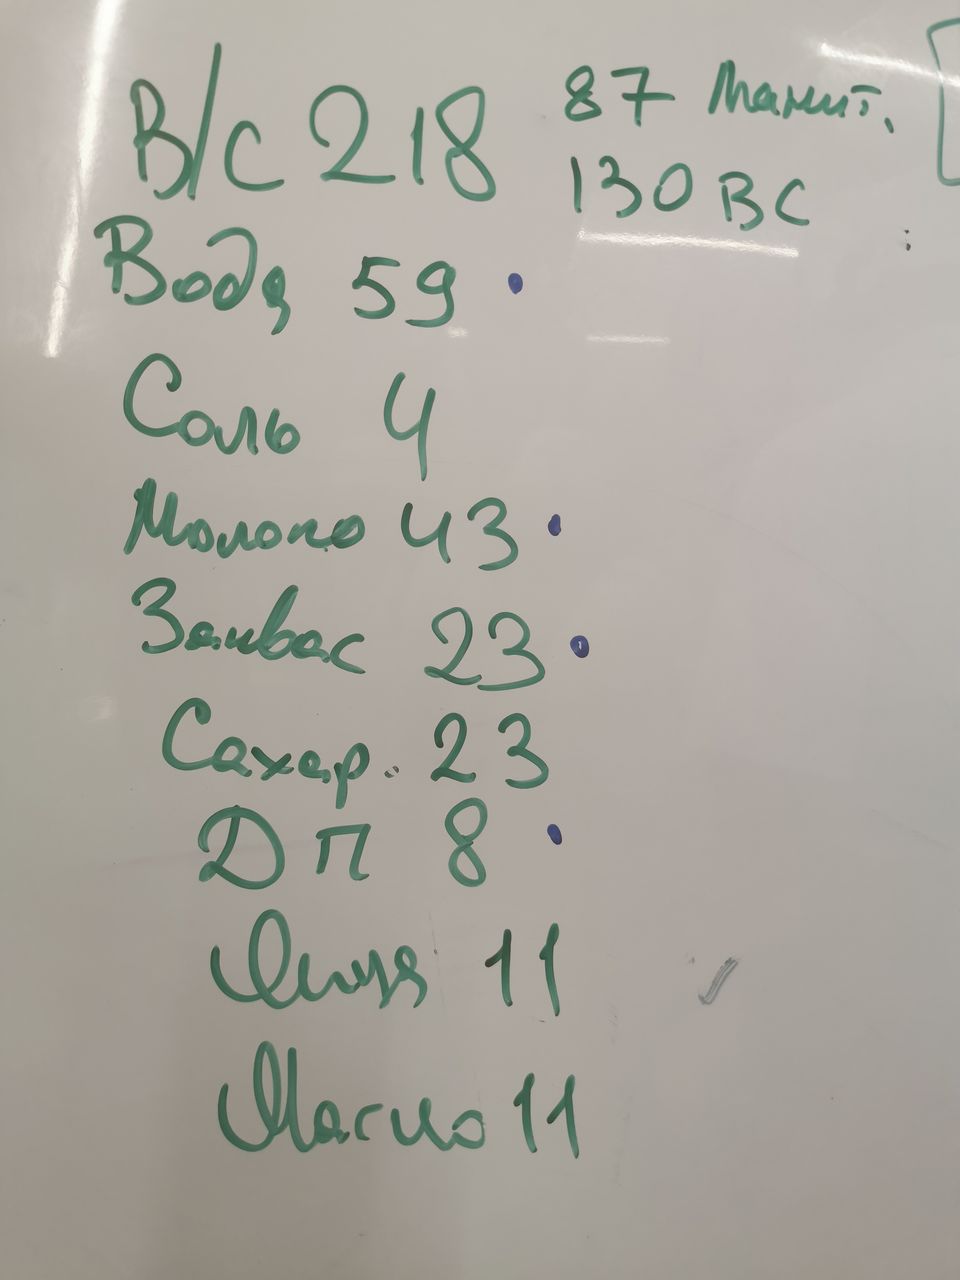 В/С 218
87 Манит.
130 ВС
Вода 59
Соль 4
Молоко 43
Заквас 23
Сахар. 23
ДП 8
Яйца 11
Масло 11